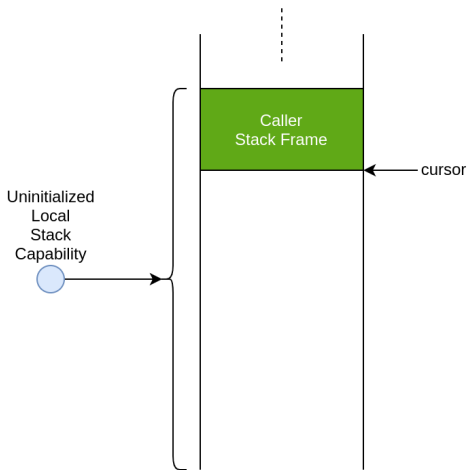 Caller
Stack Frame
cursor
Uninitialized
Local
Stack
Capability